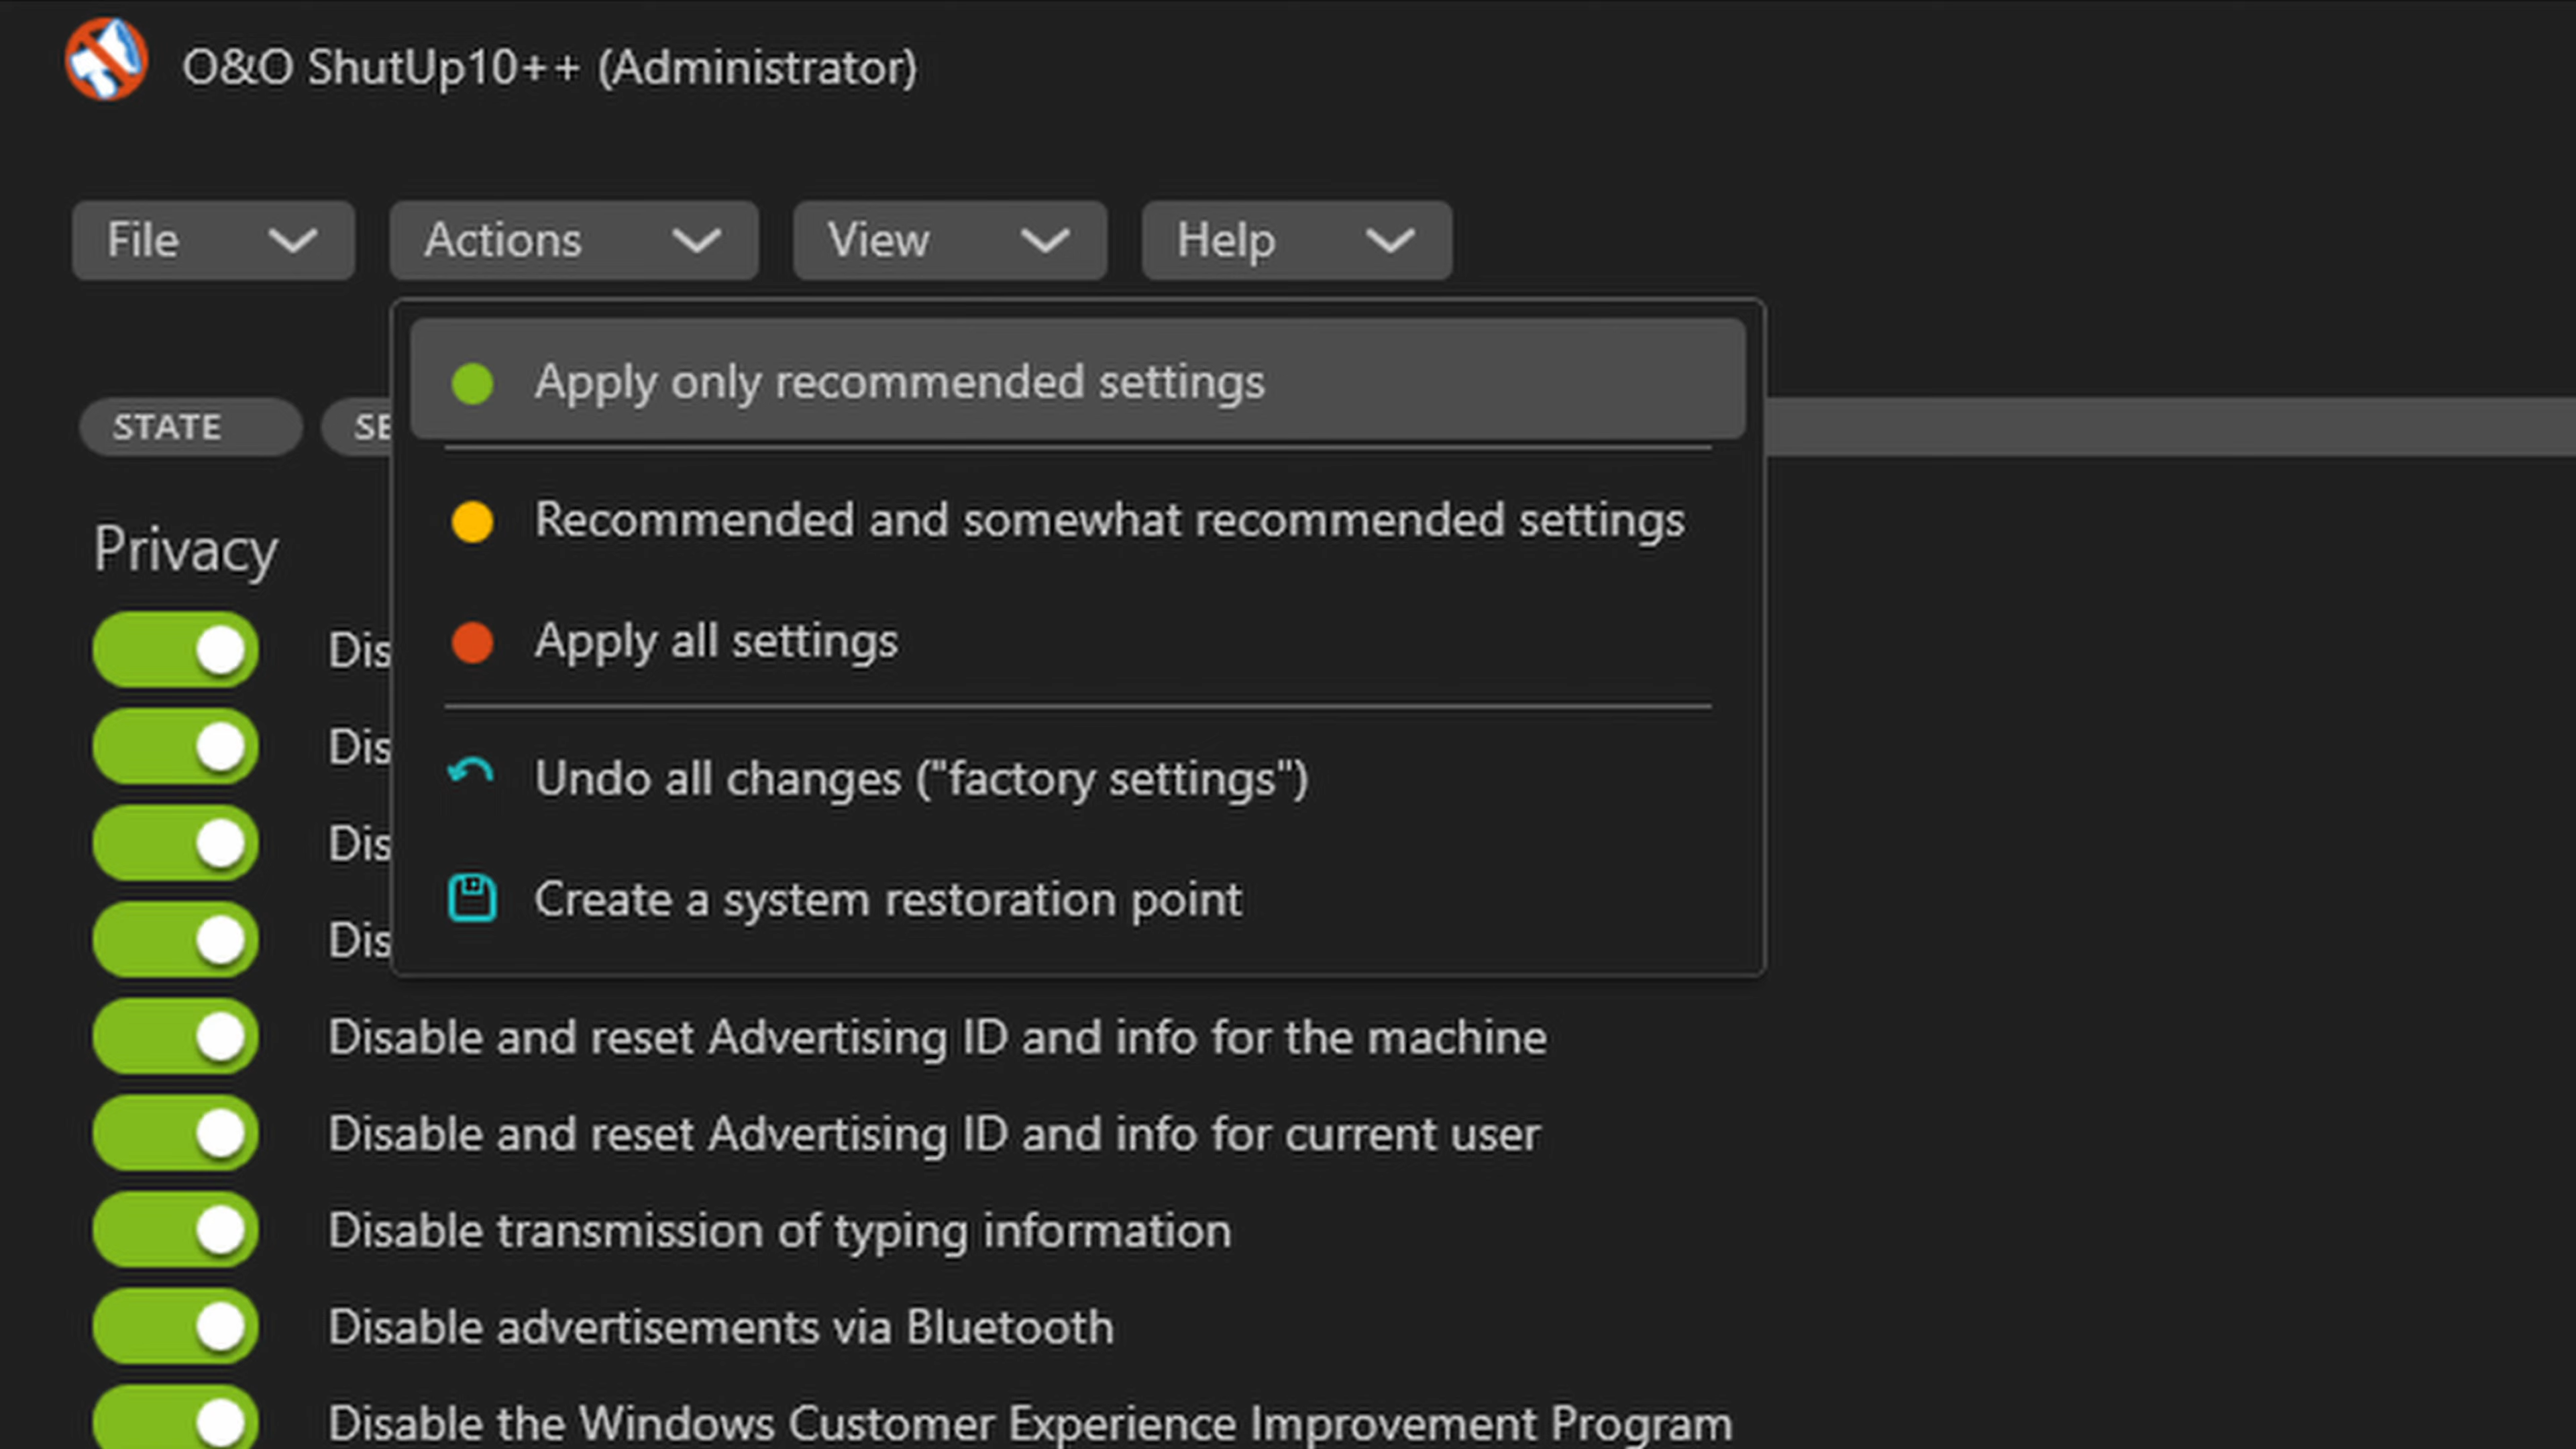 O&O ShutUp10++ (Administrator)
File Actions View Help
Apply only recommended settings
STATE
Recommended and somewhat recommended settings
Privacy
Apply all settings
Undo all changes ("factory settings")
Create a system restoration point
Disable and reset Advertising ID and info for the machine
Disable and reset Advertising ID and info for current user
Disable transmission of typing information
Disable advertisements via Bluetooth
Disable the Windows Customer Experience Improvement Program